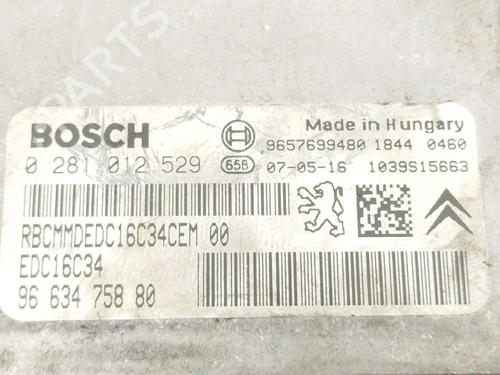 PARTS
BOSCH
Made in Hungary
9657699480 1844 0460
0 281 012 529 658 07-05-16 1039S15663
RBCMMDEDC16C34CEM 00
EDC16C34
96 634 758 80